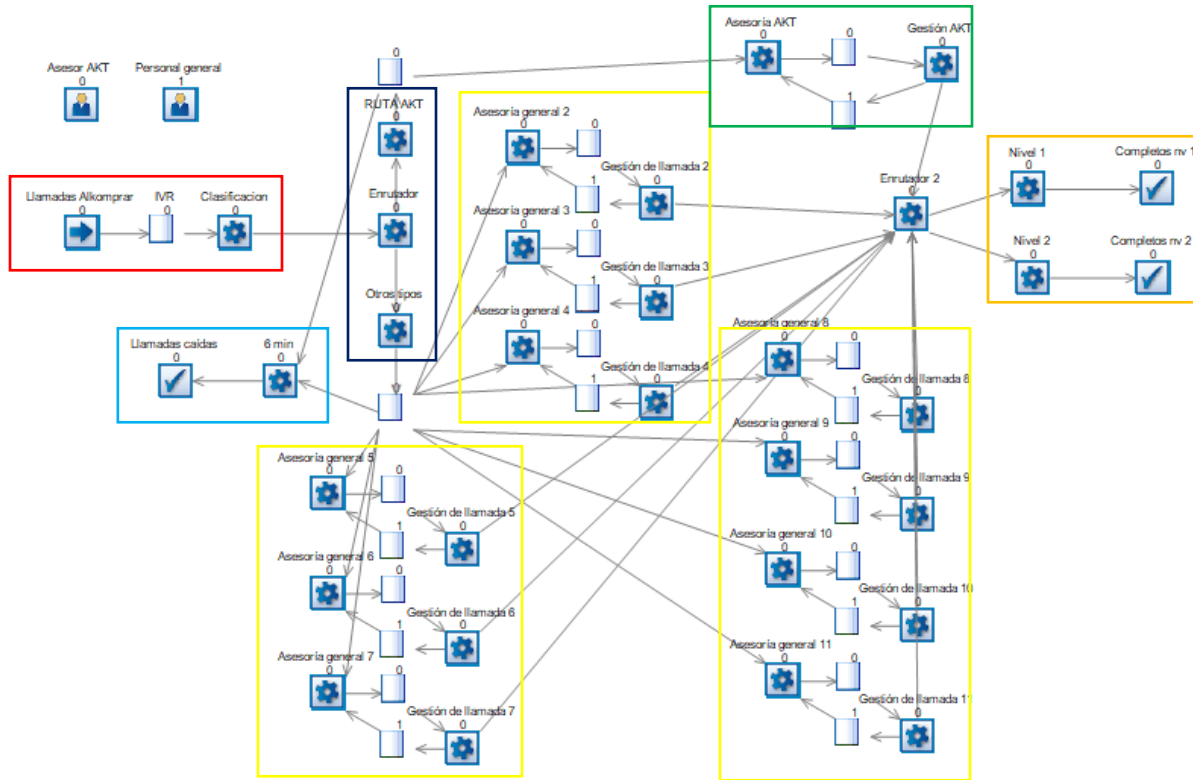 Asesor AKT
0
Personal general
1
Llamadas Alkomprar
0
IVR
0
Clasificacion
0
0
RUTA AKT
0
Enrutador
0
Otros tipos
0
0
Llamadas caídas
0
6 min
0
Asesoría AKT
0
0
Gestión AKT
0
1
Asesoría general 2
0
0
Gestión de llamada 2
1
0
Asesoría general 3
0
0
Gestión de llamada 3
1
0
Asesoría general 4
0
0
Gestión de llamada 4
1
0
Enrutador 2
0
Nivel 1
0
Completos nv 1
0
Nivel 2
0
Completos nv 2
0
Asesoría general 5
0
0
Gestión de llamada 5
1
0
Asesoría general 6
0
0
Gestión de llamada 6
1
0
Asesoría general 7
0
0
Gestión de llamada 7
1
0
Asesoría general 8
0
0
Gestión de llamada 8
1
0
Asesoría general 9
0
0
Gestión de llamada 9
1
0
Asesoría general 10
0
0
Gestión de llamada 10
1
0
Asesoría general 11
0
0
Gestión de llamada 11
1
0